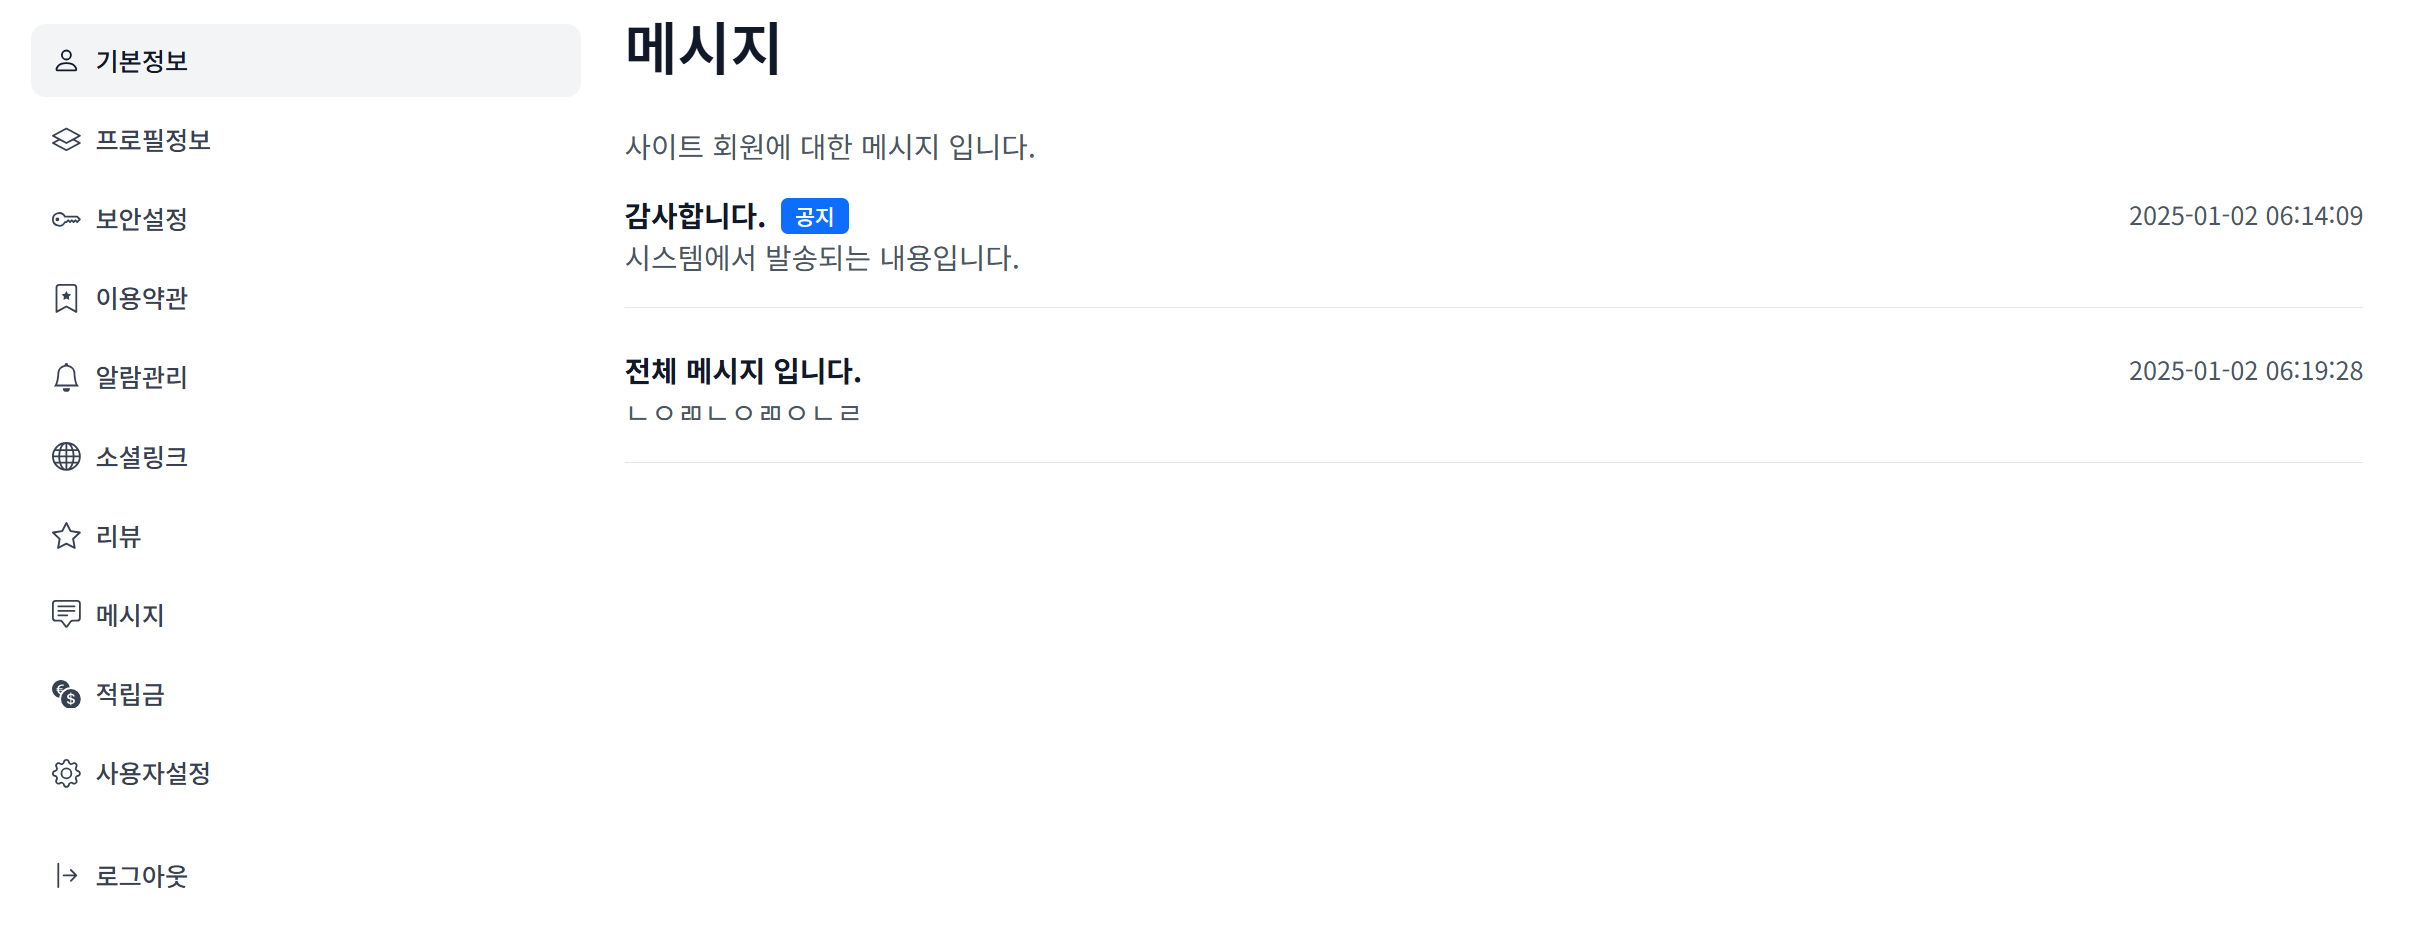 기본정보
프로필정보
보안설정
이용약관
알람관리
소셜링크
리뷰
메시지
적립금
사용자설정
로그아웃
메시지
사이트 회원에 대한 메시지 입니다.
감사합니다. 공지 2025-01-02 06:14:09
시스템에서 발송되는 내용입니다.
전체 메시지 입니다. 2025-01-02 06:19:28
ㄴㅇㄻㄴㅇㄻㅇㄴㄹ